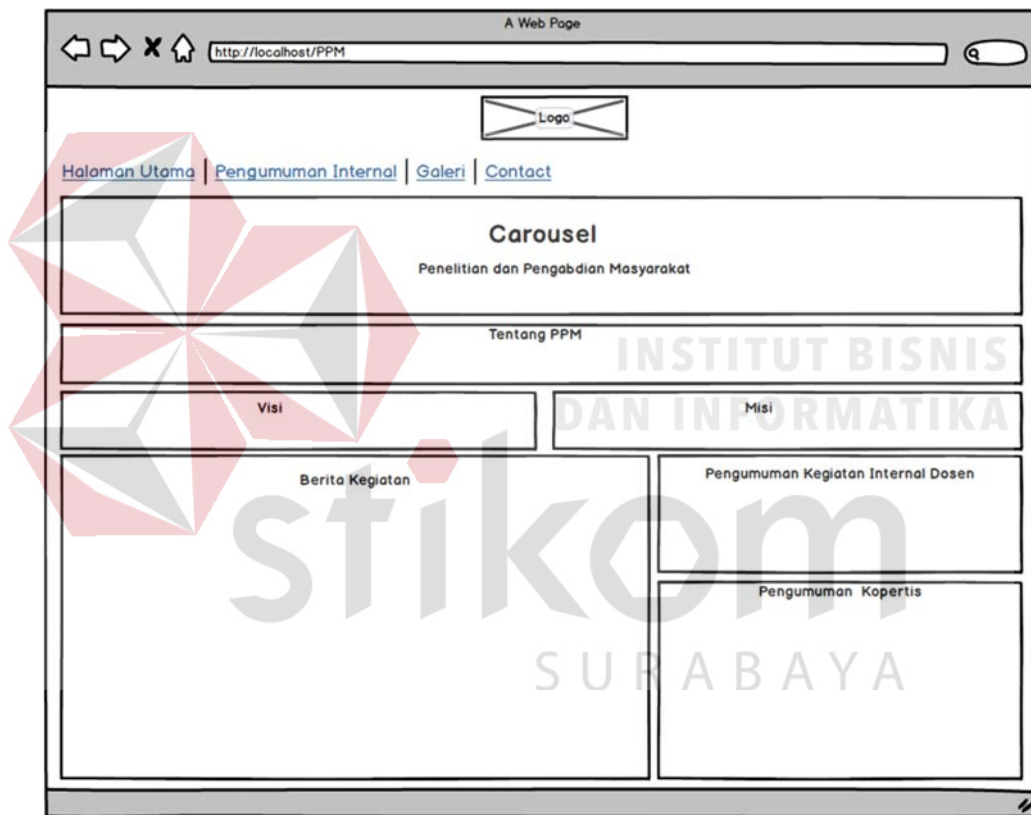 A Web Page
http://localhost/PPM
Logo
Halaman Utama | Pengumuman Internal | Galeri | Contact
Carousel
Penelitian dan Pengabdian Masyarakat
Tentang PPM
INSTITUT BISNIS
DAN INFORMATIKA
Visi
Misi
Berita Kegiatan
Pengumuman Kegiatan Internal Dosen
stikom
Pengumuman Kopertis
SURABAYA